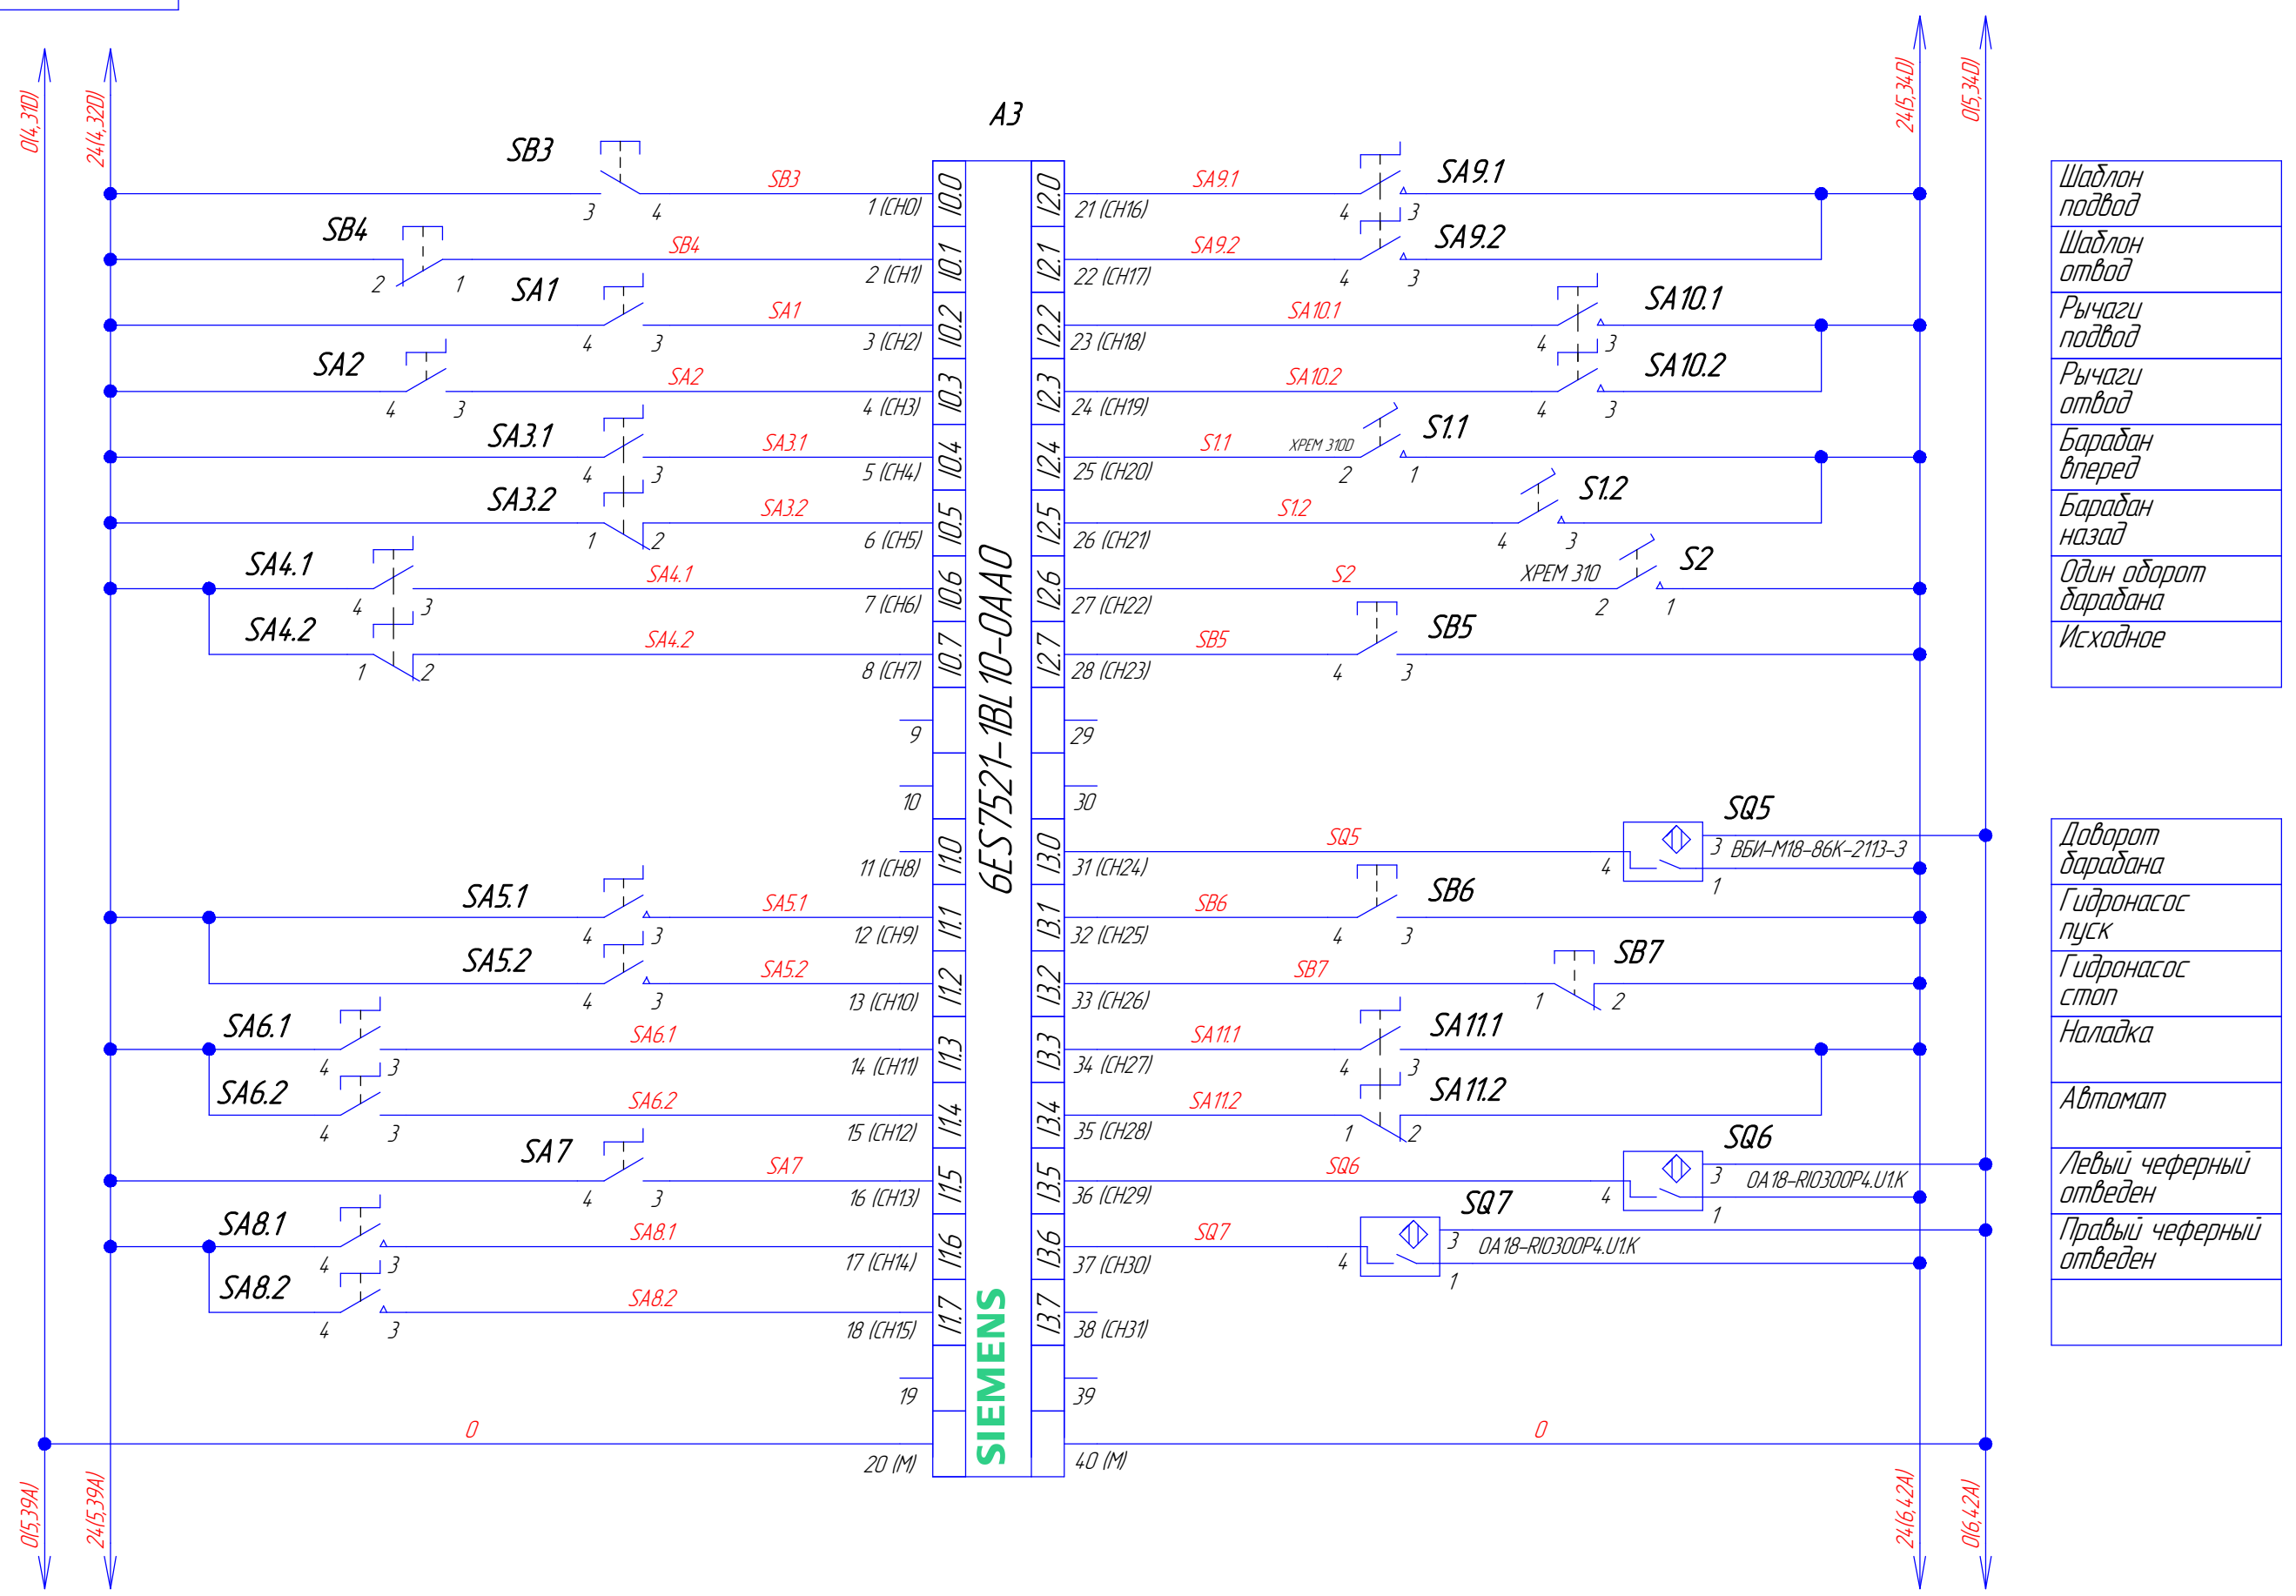 0(4,31D)
24(4,32D)
24(5,34D)
0(5,34D)
A3
SB3
SB3
3
4
1 (CH0)
I0.0
SB4
SB4
2
1
2 (CH1)
I0.1
SA1
SA1
4
3
3 (CH2)
I0.2
SA2
SA2
4
3
4 (CH3)
I0.3
SA3.1
SA3.1
4
3
5 (CH4)
I0.4
SA3.2
SA3.2
1
2
6 (CH5)
I0.5
SA4.1
SA4.1
4
3
7 (CH6)
I0.6
SA4.2
SA4.2
1
2
8 (CH7)
I0.7
9
10
11 (CH8)
I1.0
SA5.1
SA5.1
4
3
12 (CH9)
I1.1
SA5.2
SA5.2
4
3
13 (CH10)
I1.2
SA6.1
SA6.1
4
3
14 (CH11)
I1.3
SA6.2
SA6.2
4
3
15 (CH12)
I1.4
SA7
SA7
4
3
16 (CH13)
I1.5
SA8.1
SA8.1
4
3
17 (CH14)
I1.6
SA8.2
SA8.2
4
3
18 (CH15)
I1.7
19
0
20 (M)
6ES7521-1BL10-0AA0
SIEMENS
I2.0
SA9.1
SA9.1
21 (CH16)
4
3
I2.1
SA9.2
SA9.2
22 (CH17)
4
3
I2.2
SA10.1
SA10.1
23 (CH18)
4
3
I2.3
SA10.2
SA10.2
24 (CH19)
4
3
I2.4
S1.1
XPEM 310D
S1.1
25 (CH20)
2
1
I2.5
S1.2
S1.2
26 (CH21)
4
3
I2.6
S2
XPEM 310
S2
27 (CH22)
2
1
I2.7
SB5
SB5
28 (CH23)
4
3
29
30
I3.0
SQ5
SQ5
3 ВБИ-М18-86К-2113-З
31 (CH24)
4
1
I3.1
SB6
SB6
32 (CH25)
4
3
I3.2
SB7
SB7
33 (CH26)
1
2
I3.3
SA11.1
SA11.1
34 (CH27)
4
3
I3.4
SA11.2
SA11.2
35 (CH28)
1
2
I3.5
SQ6
SQ6
3 OA18-RI0300P4.U1.K
36 (CH29)
4
1
I3.6
SQ7
SQ7
3 OA18-RI0300P4.U1.K
37 (CH30)
4
1
I3.7
38 (CH31)
39
0
40 (M)
Шаблон
подвод
Шаблон
отвод
Рычаги
подвод
Рычаги
отвод
Барабан
вперед
Барабан
назад
Один оборот
барабана
Исходное
Доворот
барабана
Гидронасос
пуск
Гидронасос
стоп
Наладка
Автомат
Левый чеферный
отведен
Правый чеферный
отведен
0(5,39A)
24(5,39A)
24(6,42A)
0(6,42A)